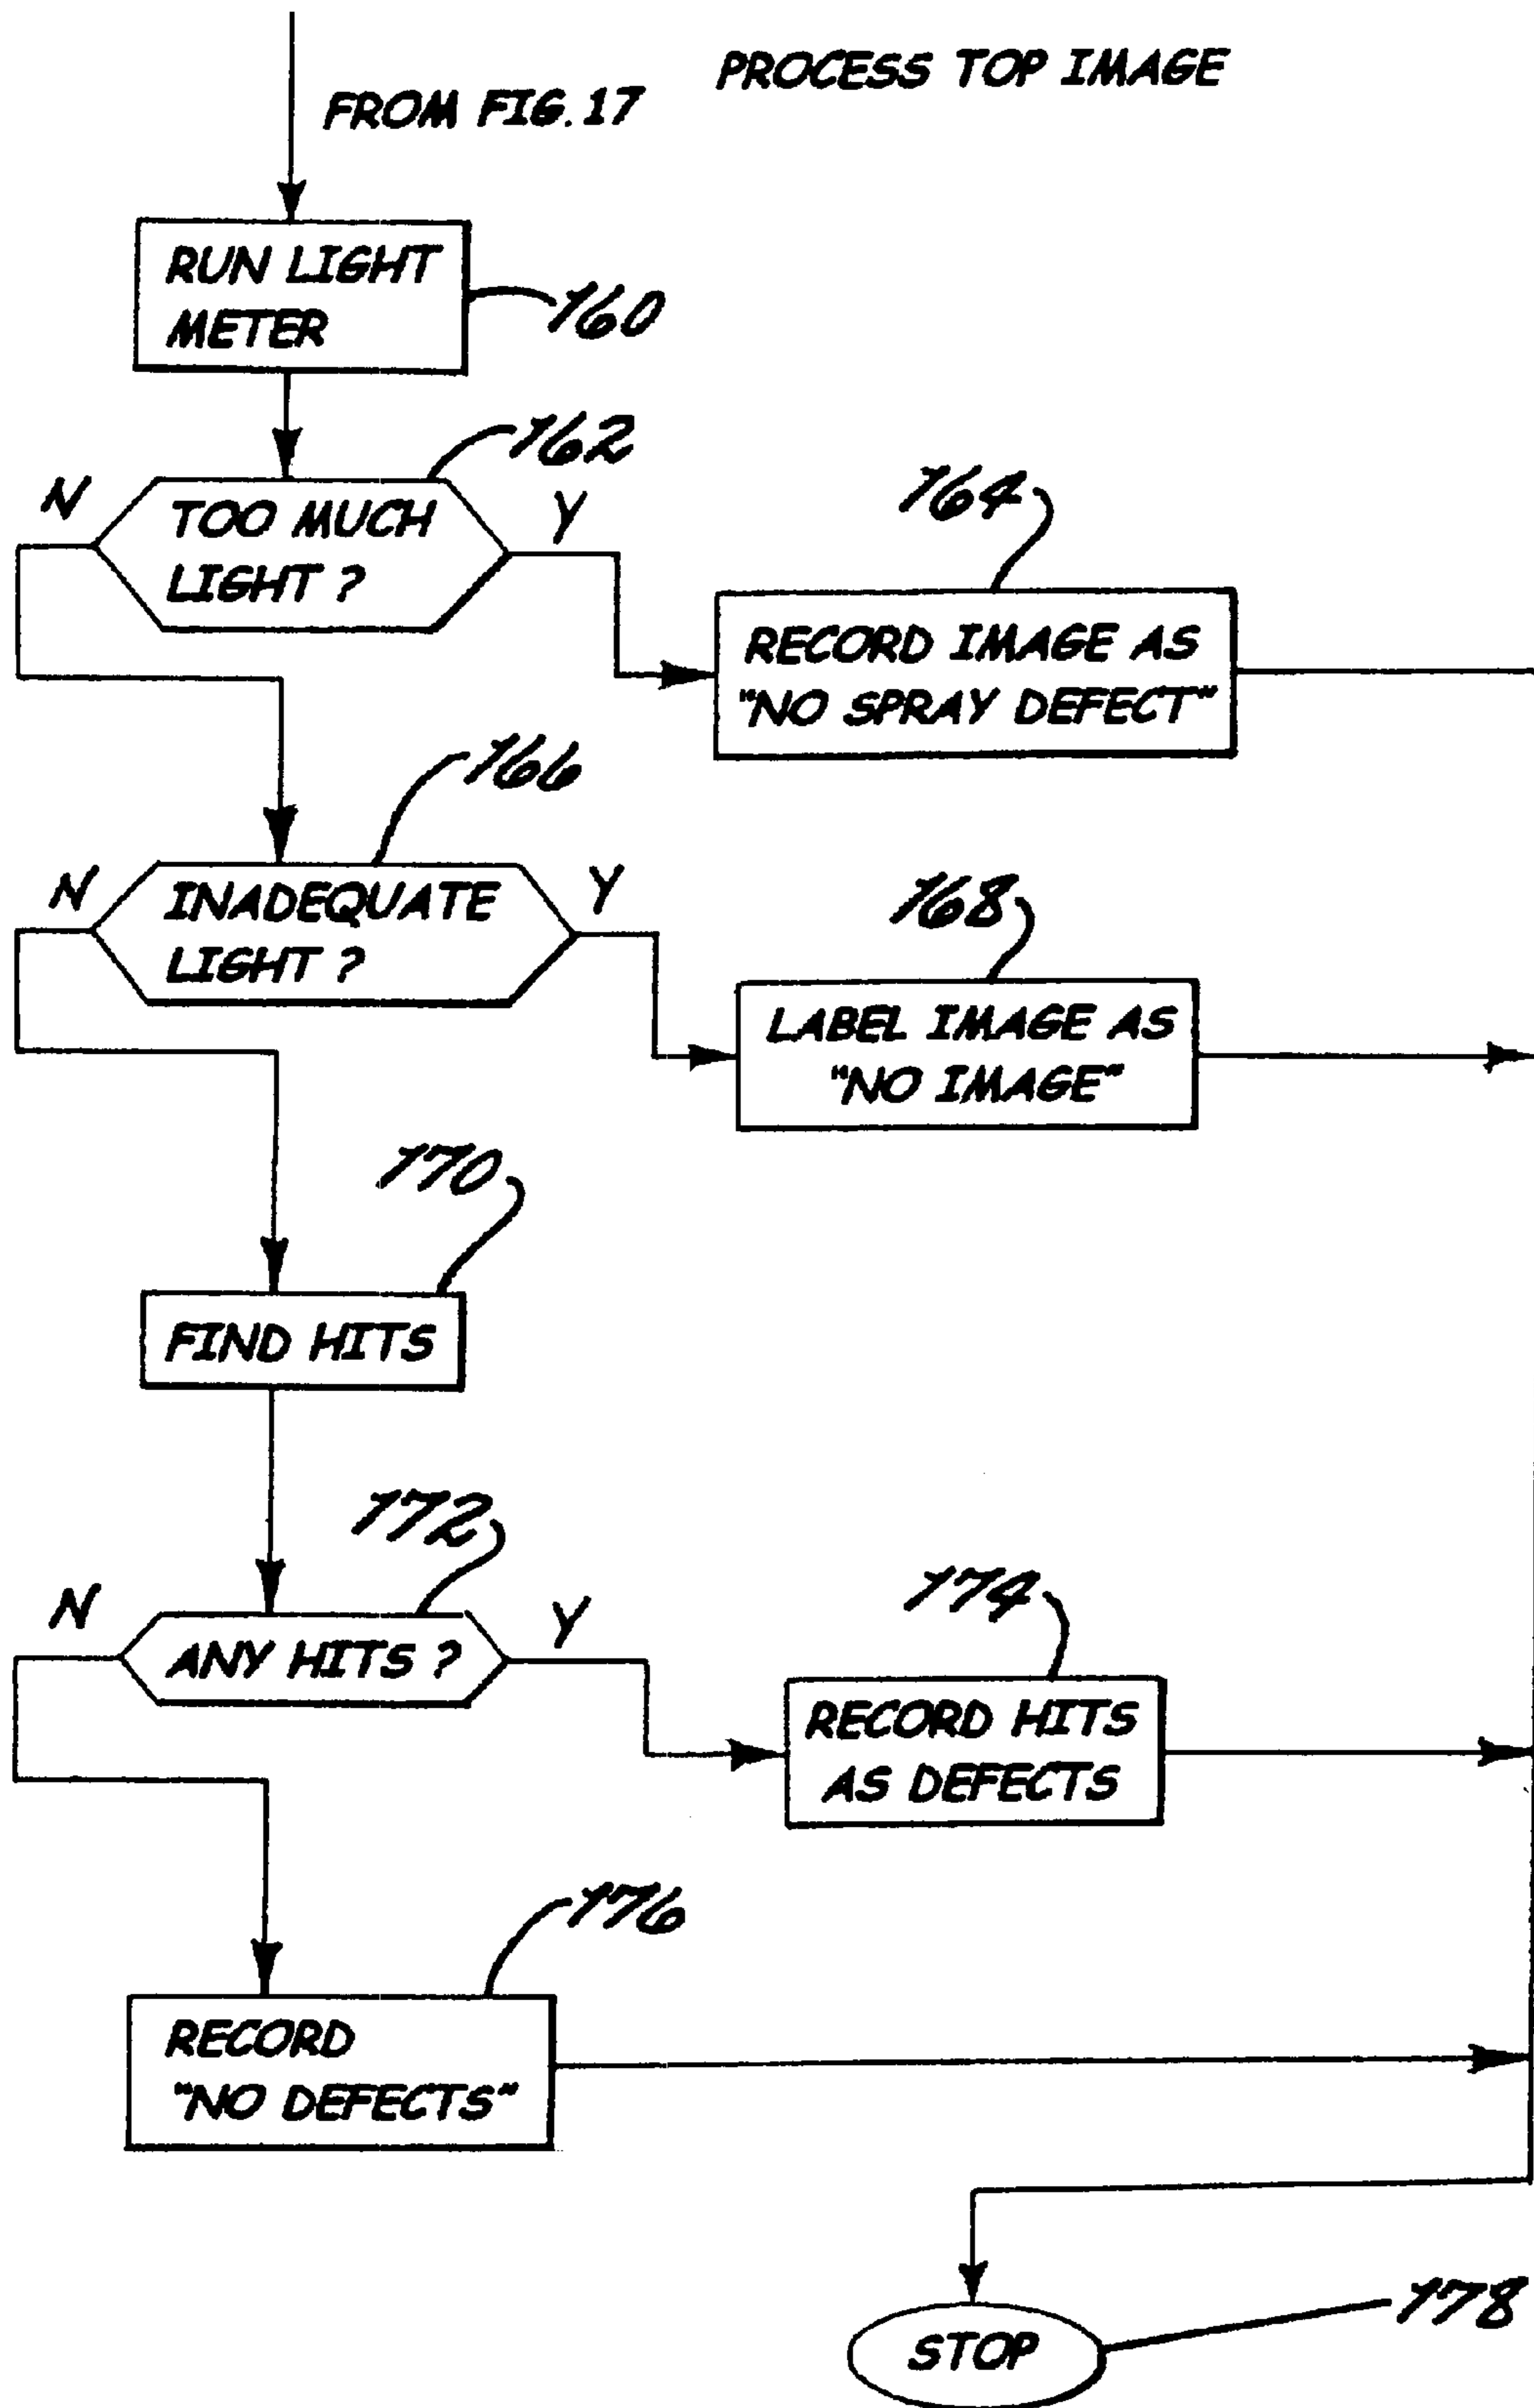 PROCESS TOP IMAGE
FROM FIG. 17
RUN LIGHT
METER
160
162
N
TOO MUCH
LIGHT ?
Y
164
RECORD IMAGE AS
"NO SPRAY DEFECT"
166
N
INADEQUATE
LIGHT ?
Y
168
LABEL IMAGE AS
"NO IMAGE"
170
FIND HITS
172
N
ANY HITS ?
Y
174
RECORD HITS
AS DEFECTS
176
RECORD
"NO DEFECTS"
STOP
178